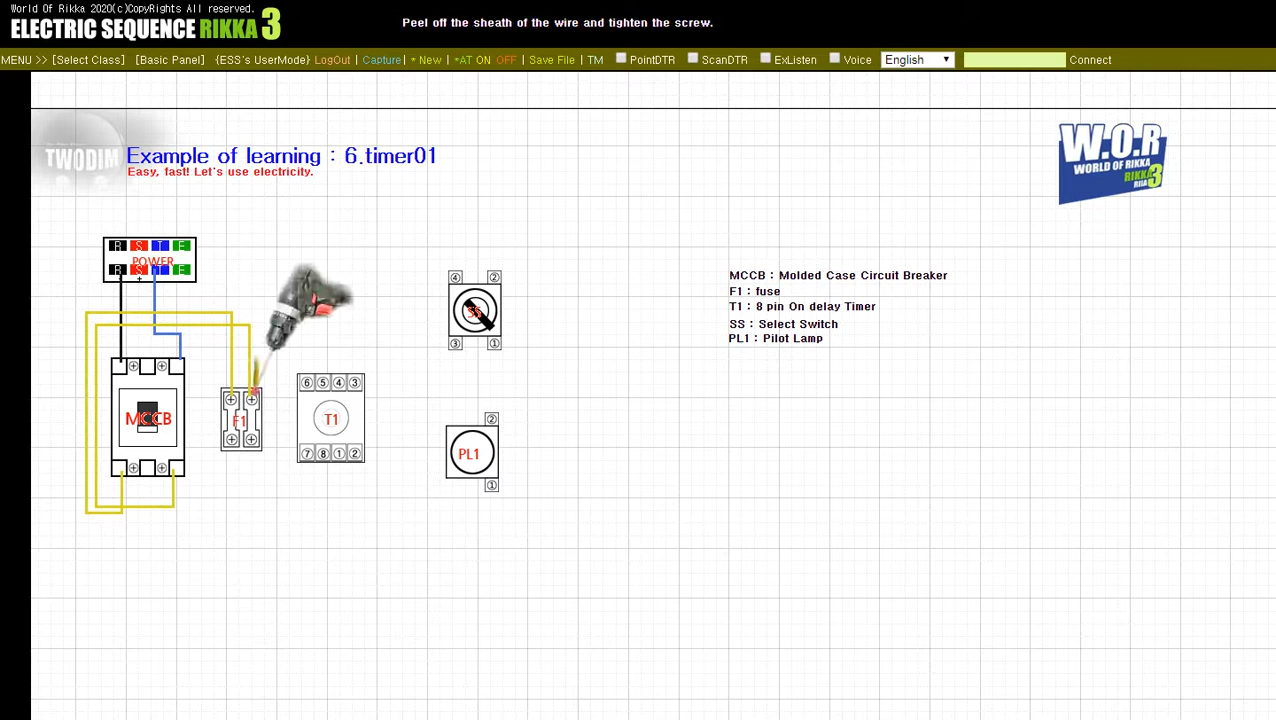 World Of Rikka 2020(c)CopyRights All reserved.
ELECTRIC SEQUENCE RIKKA 3
Peel off the sheath of the wire and tighten the screw.
MENU >> [Select Class] [Basic Panel] {ESS's UserMode} LogOut | Capture | * New | *AT ON OFF | Save File | TM PointDTR ScanDTR ExListen Voice English Connect
TWODIM
Example of learning : 6.timer01
Easy, fast! Let's use electricity.
W.O.R
WORLD OF RIKKA
RIKKA
RIIA 3
R S T E
POWER
R S T E
+
④ ②
SS
③ ①
MCCB : Molded Case Circuit Breaker
F1 : fuse
T1 : 8 pin On delay Timer
SS : Select Switch
PL1 : Pilot Lamp
MCCB
F1
⑥ ⑤ ④ ③
T1
⑦ ⑧ ① ②
②
PL1
①